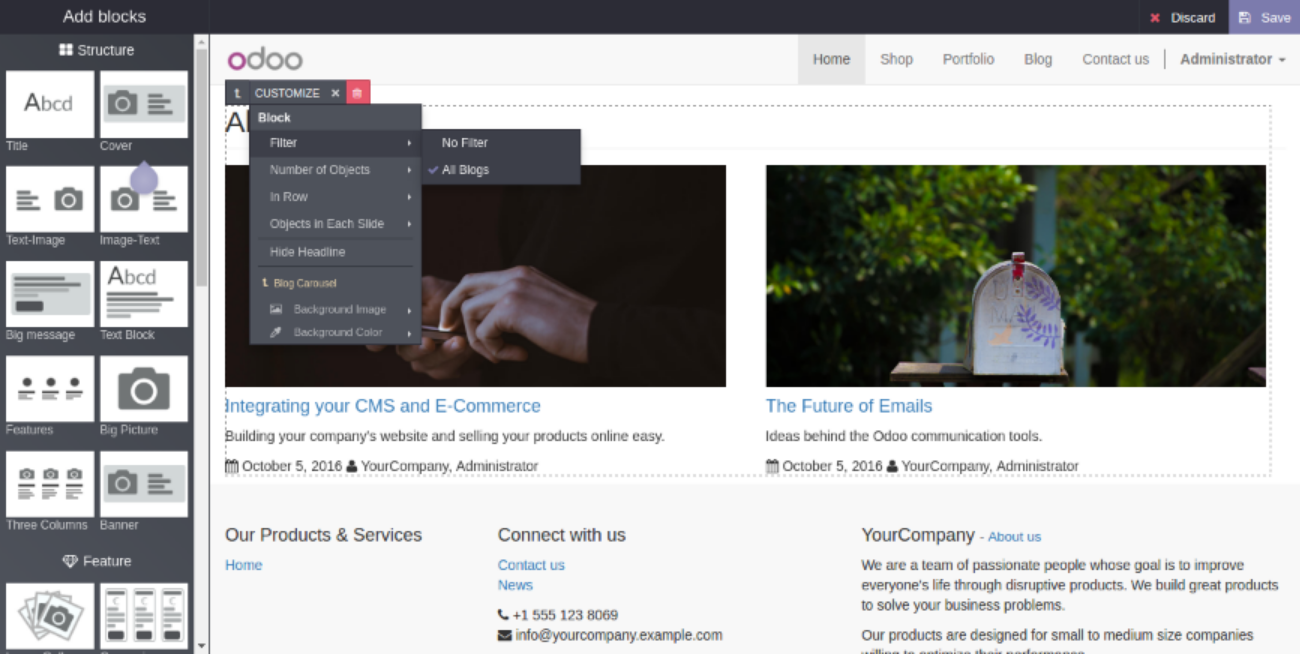 Add blocks
Discard
Save
Structure
Abcd
Title
Cover
Text-Image
Image-Text
Big message
Abcd
Text Block
Features
Big Picture
Three Columns
Banner
Feature
odoo
Home
Shop
Portfolio
Blog
Contact us
Administrator
CUSTOMIZE
Block
Filter
No Filter
All Blogs
Number of Objects
In Row
Objects in Each Slide
Hide Headline
Blog Carousel
Background Image
Background Color
Integrating your CMS and E-Commerce
Building your company's website and selling your products online easy.
October 5, 2016 YourCompany, Administrator
The Future of Emails
Ideas behind the Odoo communication tools.
October 5, 2016 YourCompany, Administrator
Our Products & Services
Home
Connect with us
Contact us
News
+1 555 123 8069
info@yourcompany.example.com
YourCompany - About us
We are a team of passionate people whose goal is to improve
everyone's life through disruptive products. We build great products
to solve your business problems.
Our products are designed for small to medium size companies
willing to optimize their performance.